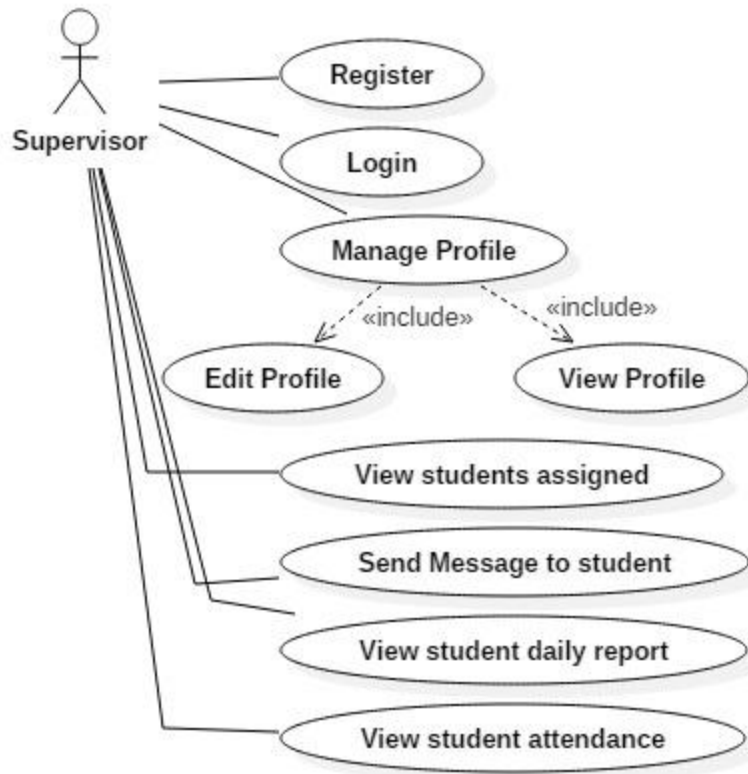 Supervisor
Register
Login
Manage Profile
«include»
«include»
Edit Profile
View Profile
View students assigned
Send Message to student
View student daily report
View student attendance